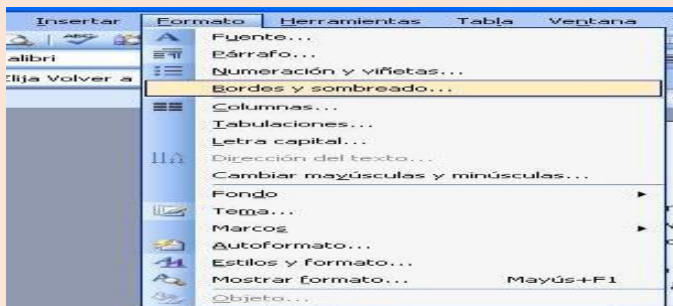 Insertar Formato Herramientas Tabla Ventana
Fuente...
alibri
Párrafo...
Numeración y viñetas...
Elija Volver a
Bordes y sombreado...
Columnas...
Tabulaciones...
Letra capital...
Dirección del texto...
Cambiar mayúsculas y minúsculas...
Fondo
Tema...
Marcos
Autoformato...
Estilos y formato...
Mostrar formato... Mayús+F1
Objeto...